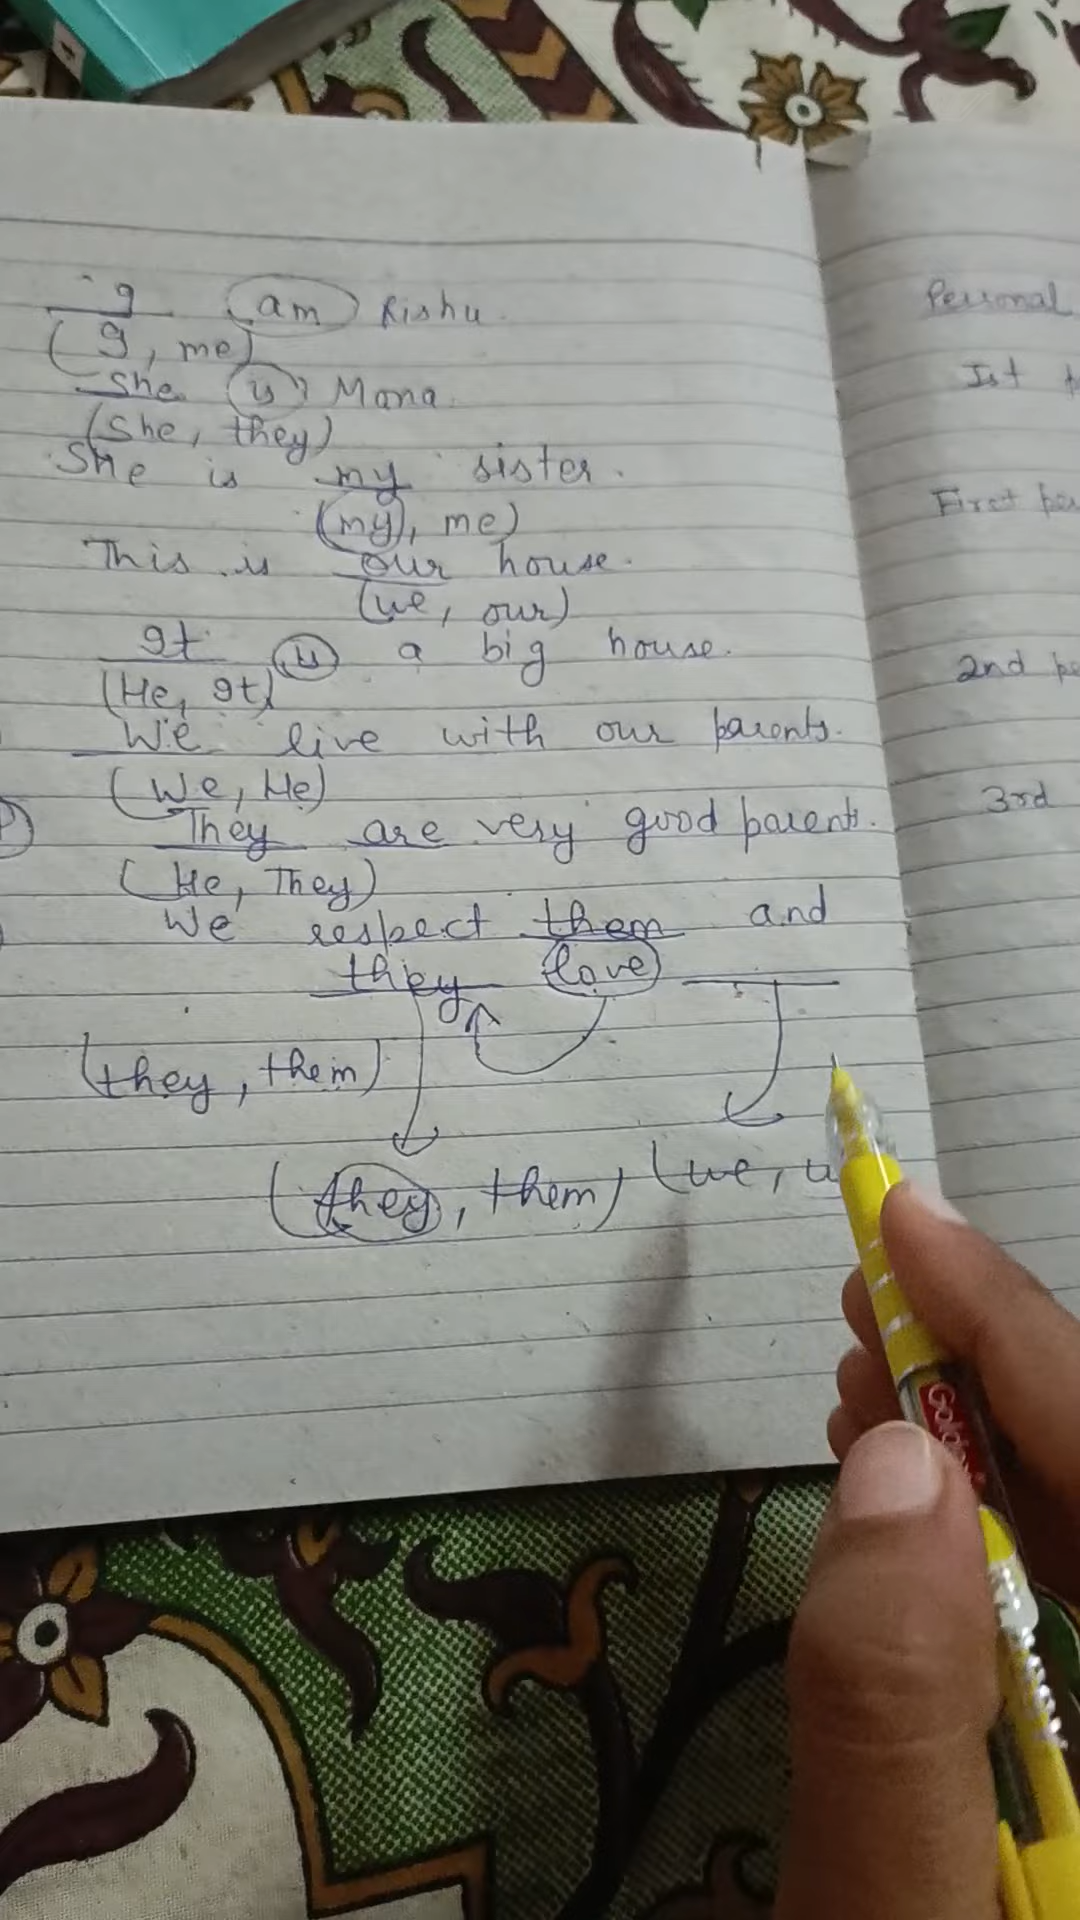 I am Rishu.
(I, me)
She is Mona.
(She, they)
She is my sister.
(my, me)
This is our house.
(we, our)
It is a big house.
(He, It)
We live with our parents.
(We, He)
They are very good parents.
(He, They)
We respect them and
they love
(they, them)
(they, them) (we, u
Personal
Ist
First
2nd
3rd
Gold